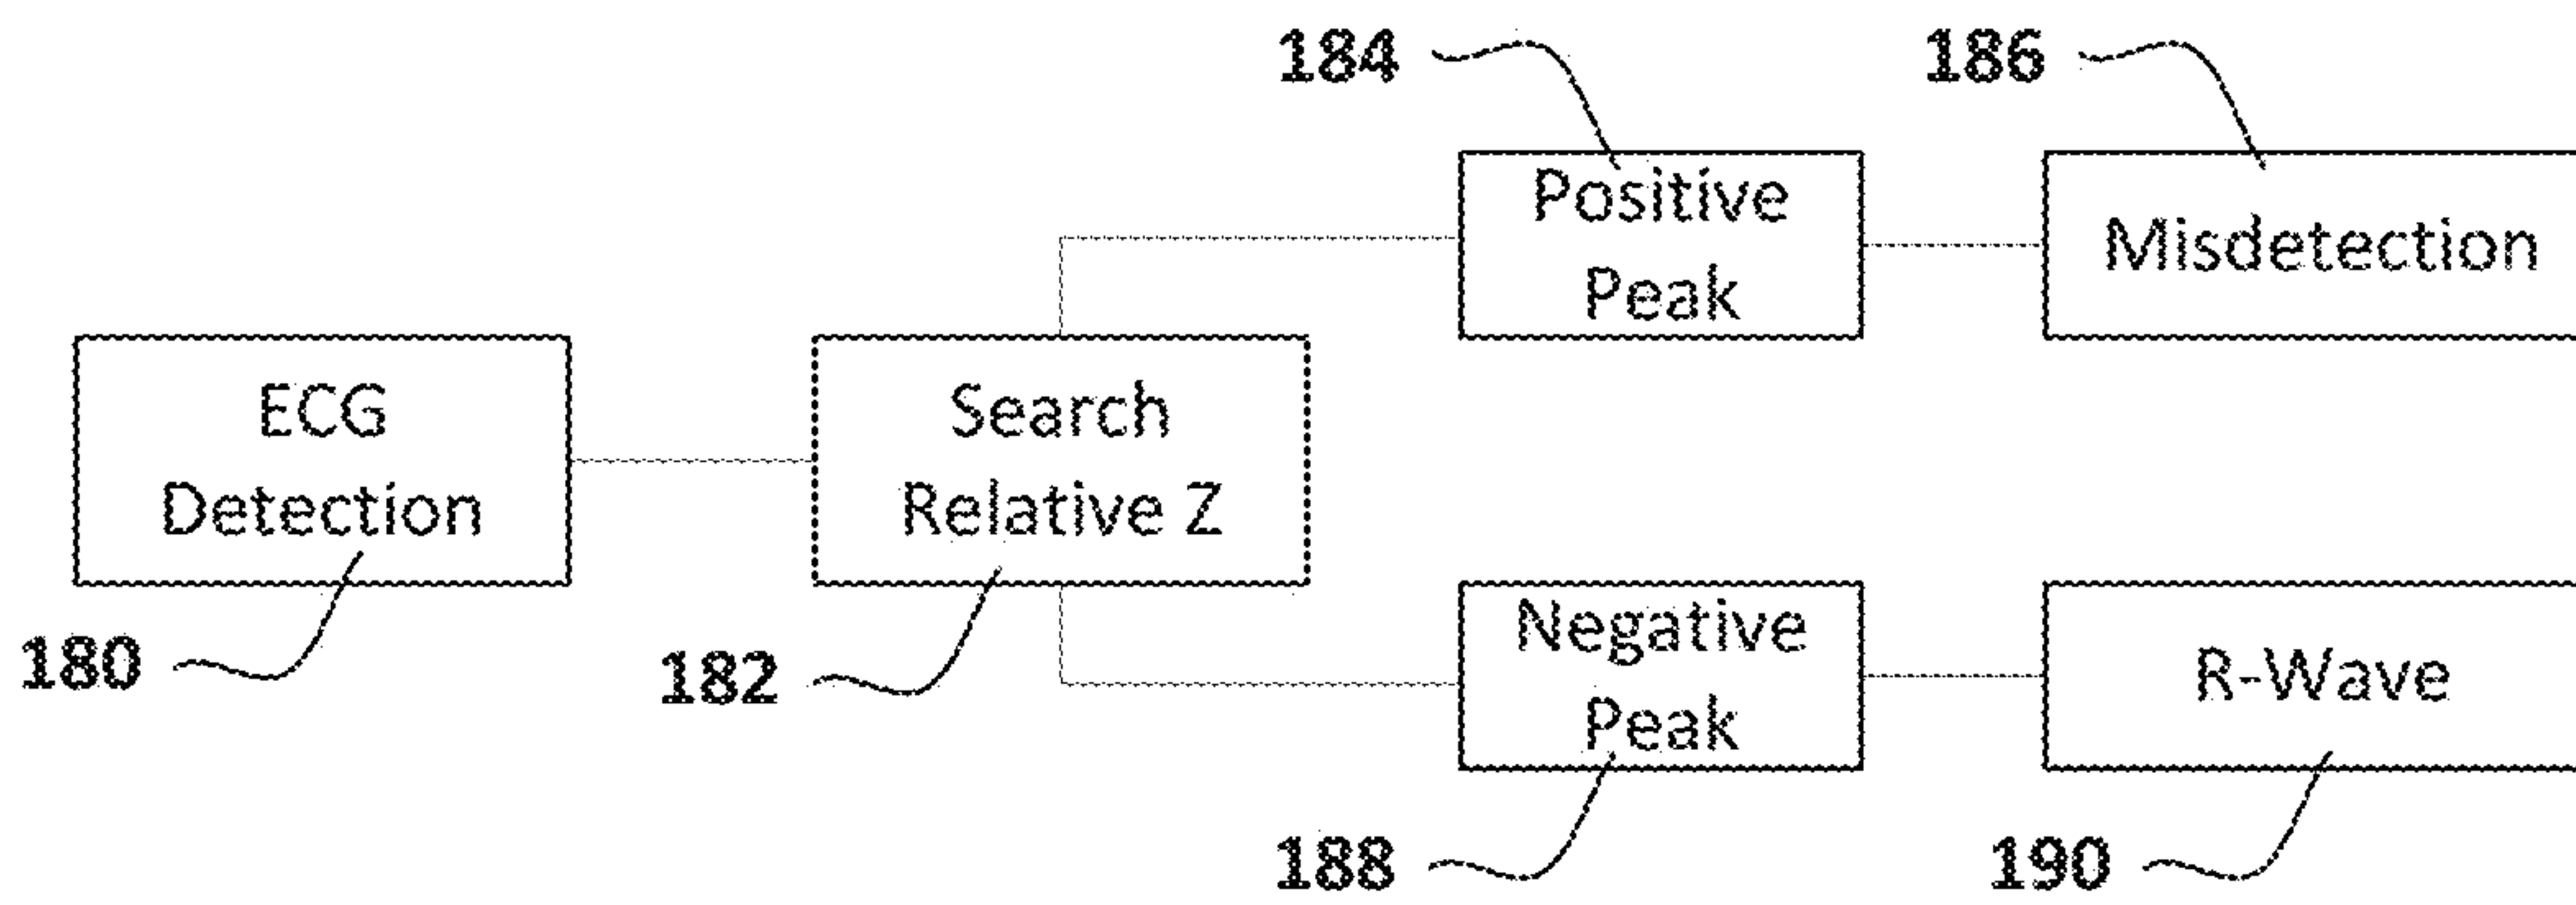 184
186
Positive
Peak
Misdetection
ECG
Detection
Search
Relative Z
180
182
Negative
Peak
R-Wave
188
190